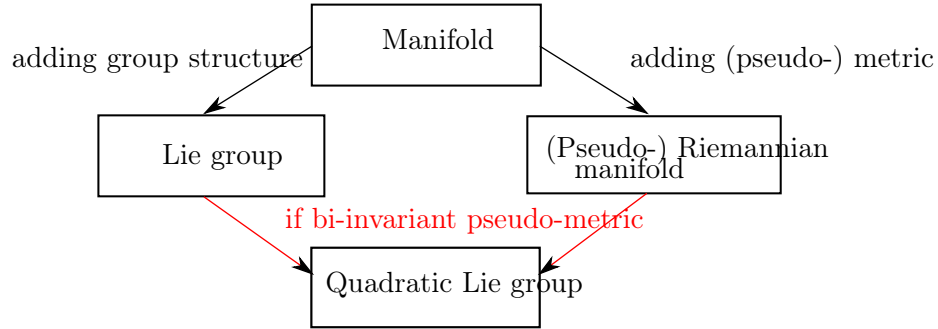 Manifold
adding group structure
adding (pseudo-) metric
Lie group
(Pseudo-) Riemannian
manifold
if bi-invariant pseudo-metric
Quadratic Lie group